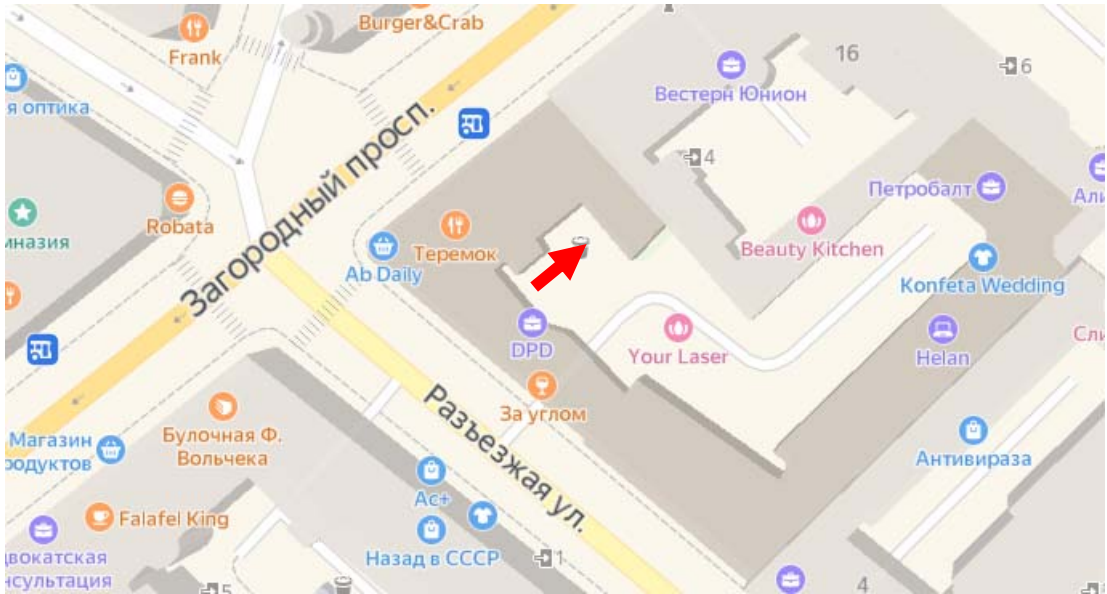 Burger&Crab
Frank
я оптика
16
6
Вестерн Юнион
Загородный просп.
4
Петробалт
Али
Robata
мназия
Теремок
Ab Daily
Beauty Kitchen
Konfeta Wedding
DPD
Your Laser
Helan
Сли
За углом
Разъезжая ул.
Булочная Ф.
Вольчека
Магазин
родуктов
Антивираза
Ас+
Falafel King
Назад в СССР
1
двокатская
нсультация
5
4